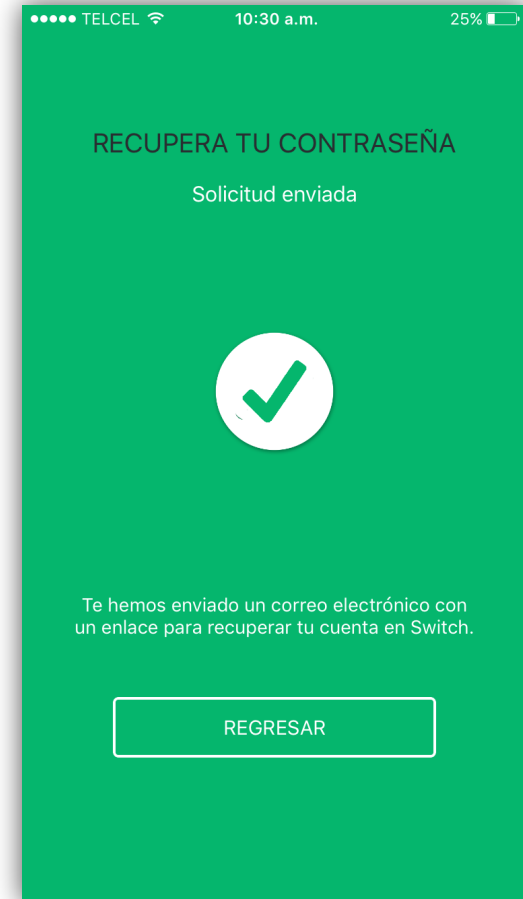 TELCEL 10:30 a.m. 25%
RECUPERA TU CONTRASEÑA
Solicitud enviada
Te hemos enviado un correo electrónico con
un enlace para recuperar tu cuenta en Switch.
REGRESAR